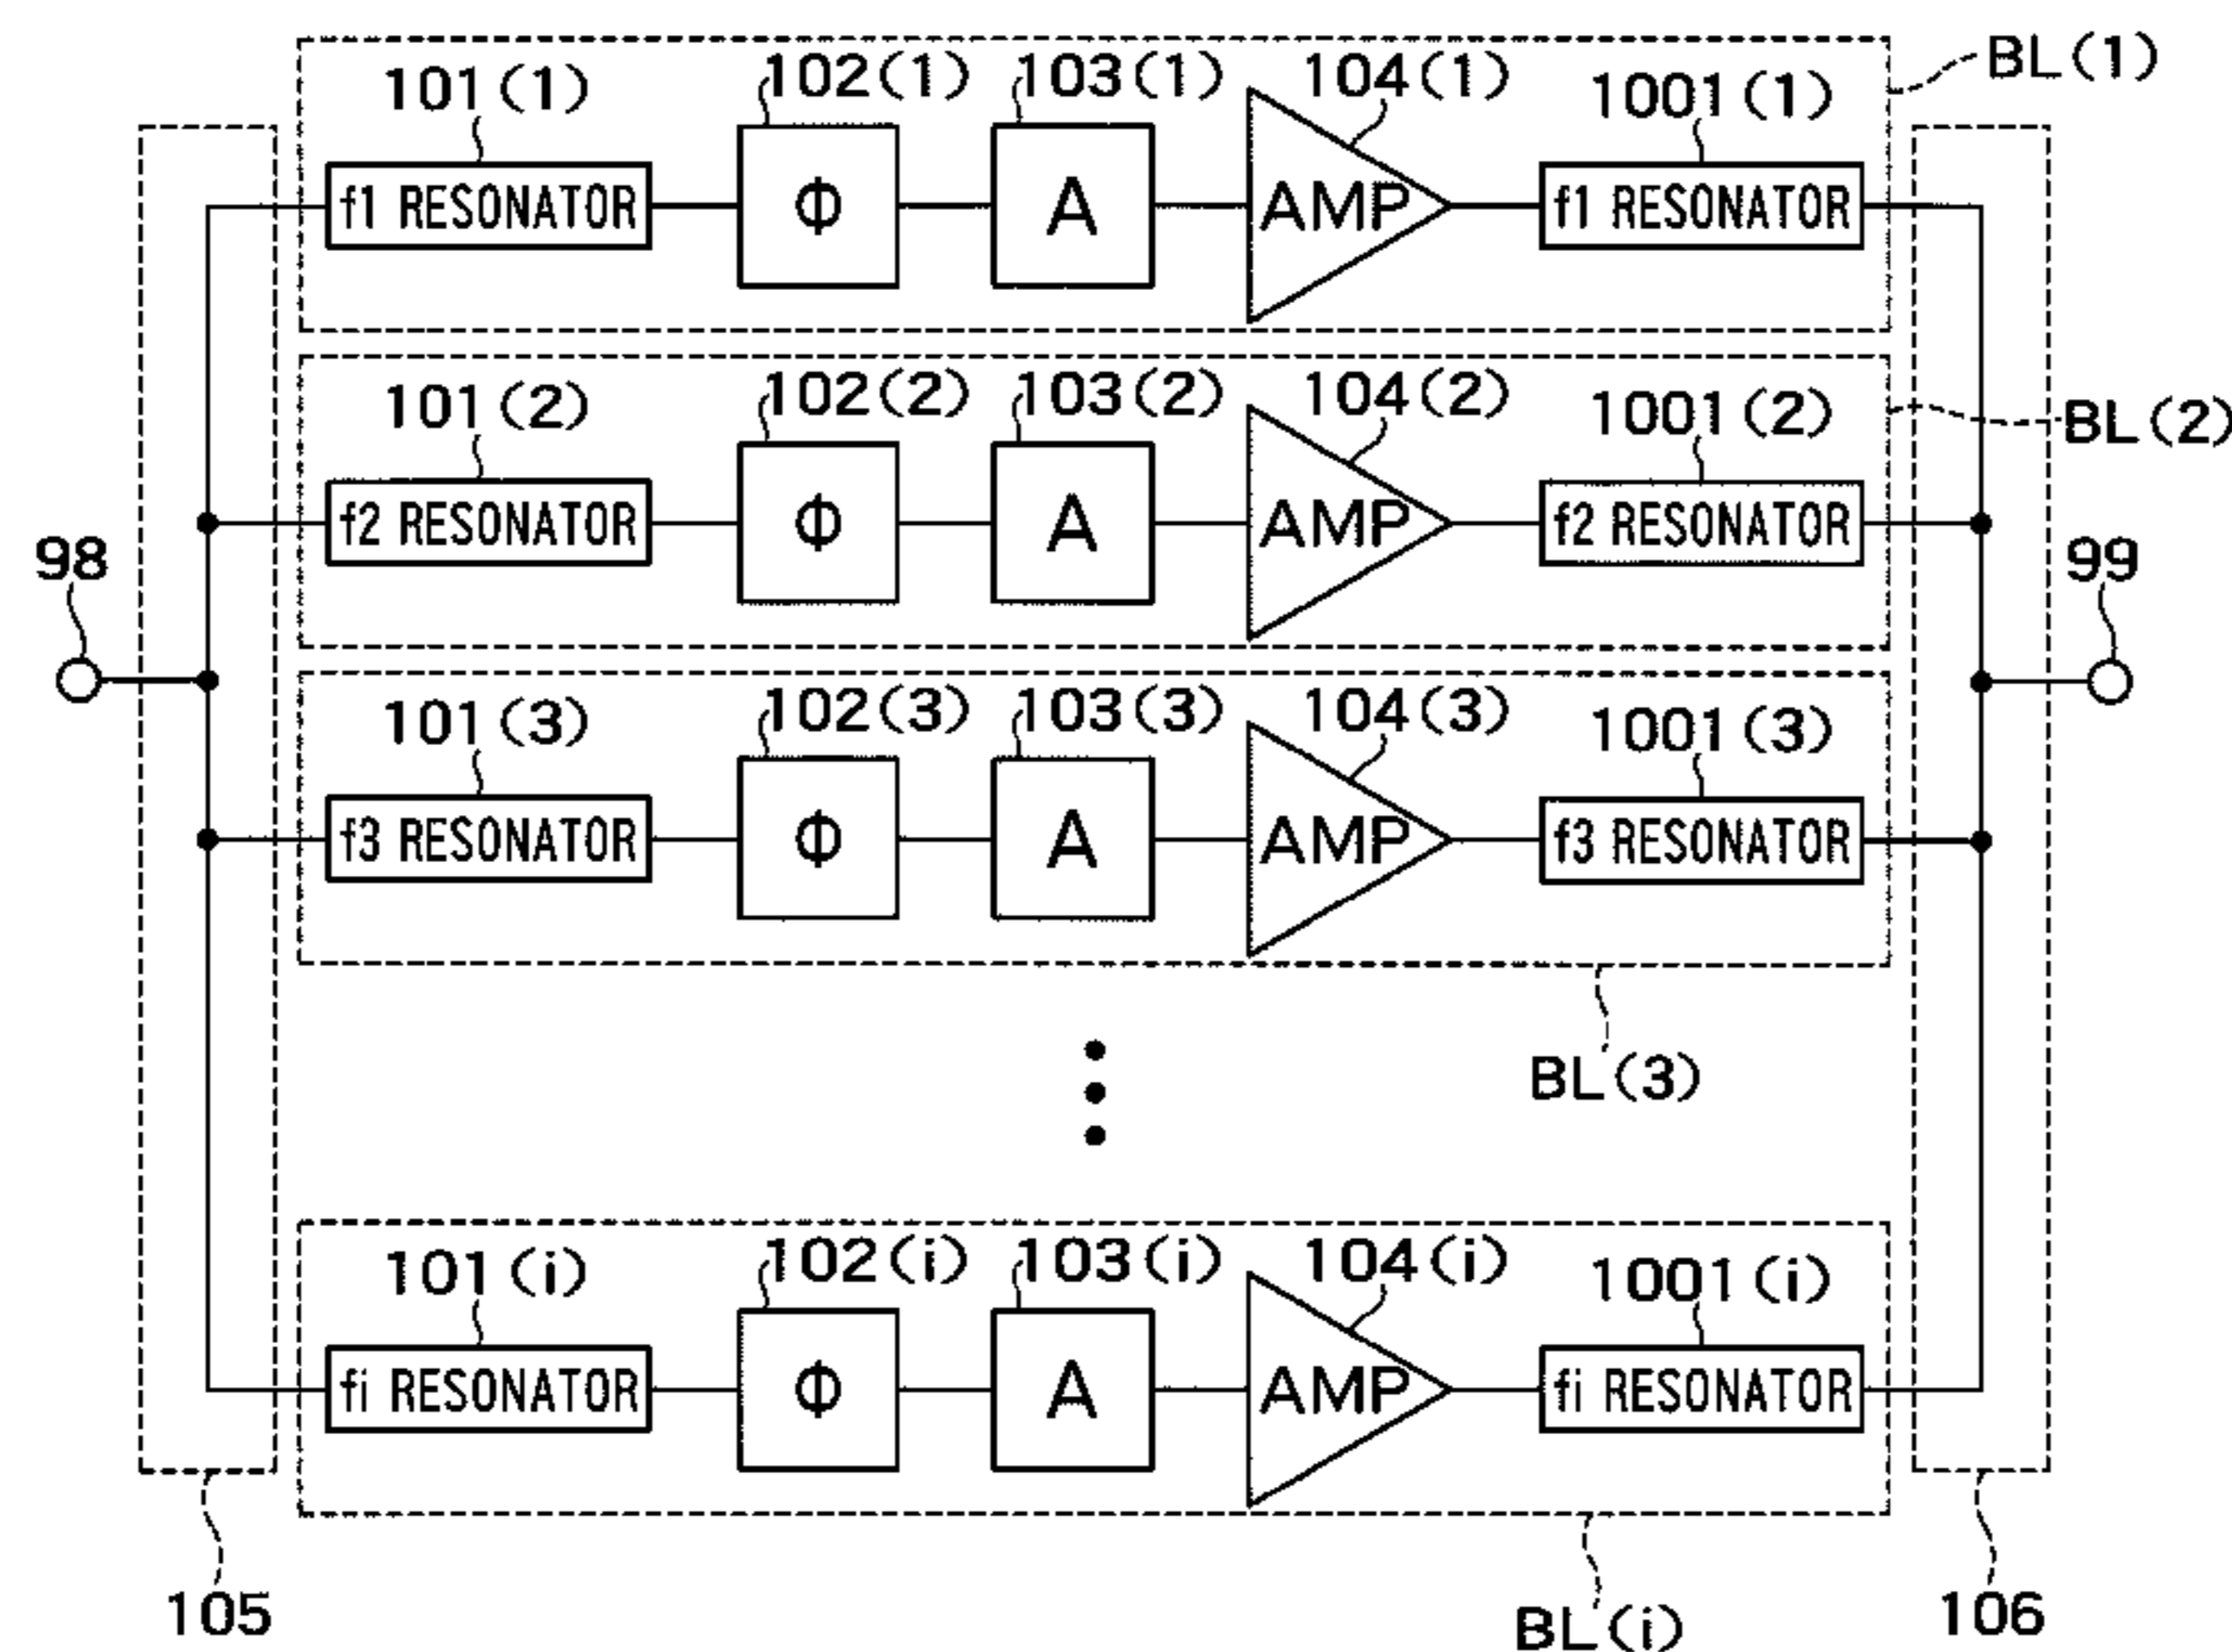 BL(1)
101(1) 102(1) 103(1) 104(1) 1001(1)
f1 RESONATOR Φ A AMP f1 RESONATOR
101(2) 102(2) 103(2) 104(2) 1001(2)
BL(2)
f2 RESONATOR Φ A AMP f2 RESONATOR
98
99
101(3) 102(3) 103(3) 104(3) 1001(3)
f3 RESONATOR Φ A AMP f3 RESONATOR
BL(3)
101(i) 102(i) 103(i) 104(i) 1001(i)
fi RESONATOR Φ A AMP fi RESONATOR
105
BL(i)
106